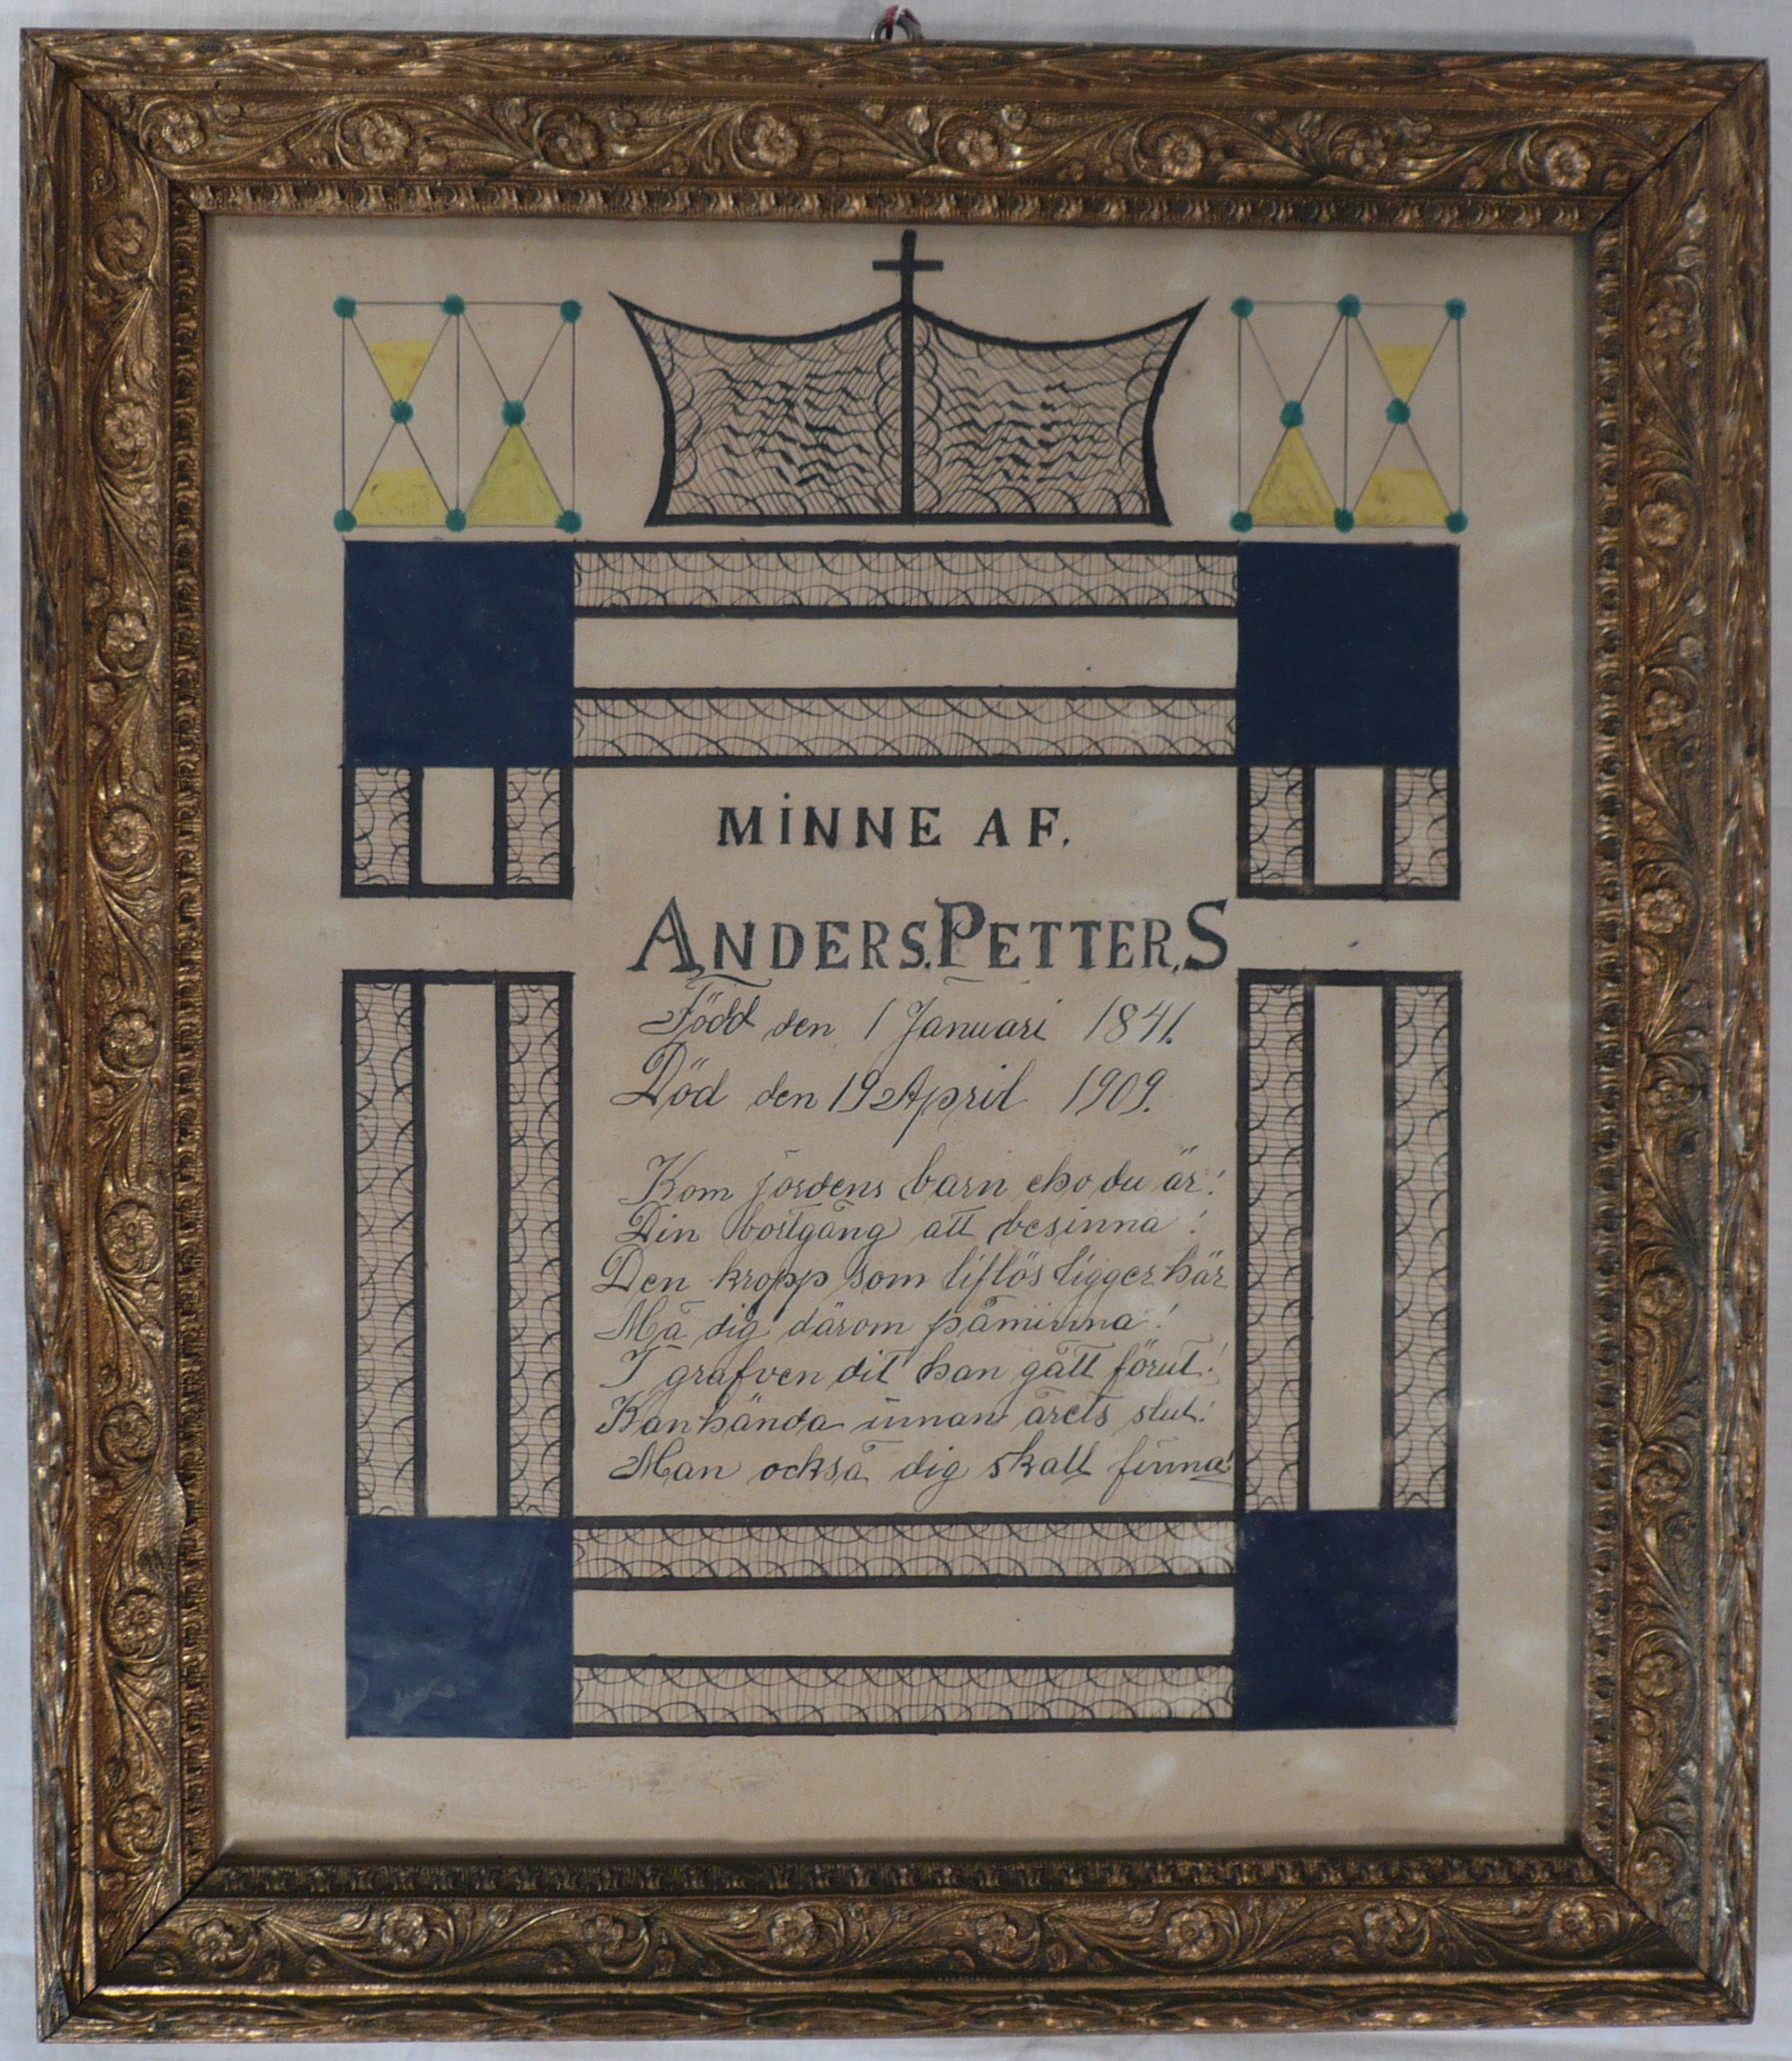 MiNNE AF.
ANDERS.PETTER.S
Född den 1 Januari 1841.
Död den 19 April 1909.
Kom jordens barn eho du är!
Din bortgång att besinna!
Den kropp som liflös ligger här
Må dig därom påminna!
I grafven dit han gått förut!
Kanhända innan årets slut!
Man också dig skall finna!